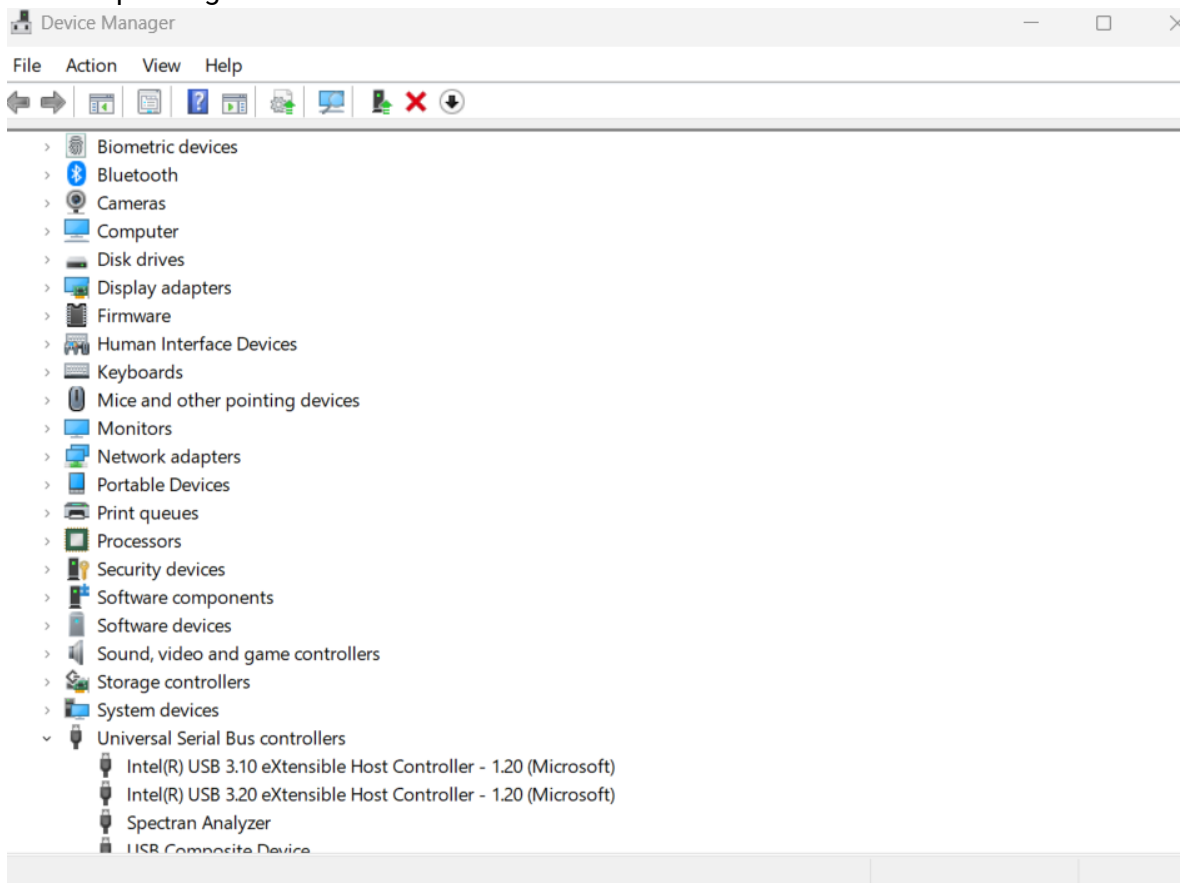 Device Manager
File Action View Help
Biometric devices
Bluetooth
Cameras
Computer
Disk drives
Display adapters
Firmware
Human Interface Devices
Keyboards
Mice and other pointing devices
Monitors
Network adapters
Portable Devices
Print queues
Processors
Security devices
Software components
Software devices
Sound, video and game controllers
Storage controllers
System devices
Universal Serial Bus controllers
Intel(R) USB 3.10 eXtensible Host Controller - 1.20 (Microsoft)
Intel(R) USB 3.20 eXtensible Host Controller - 1.20 (Microsoft)
Spectran Analyzer
USB Composite Device